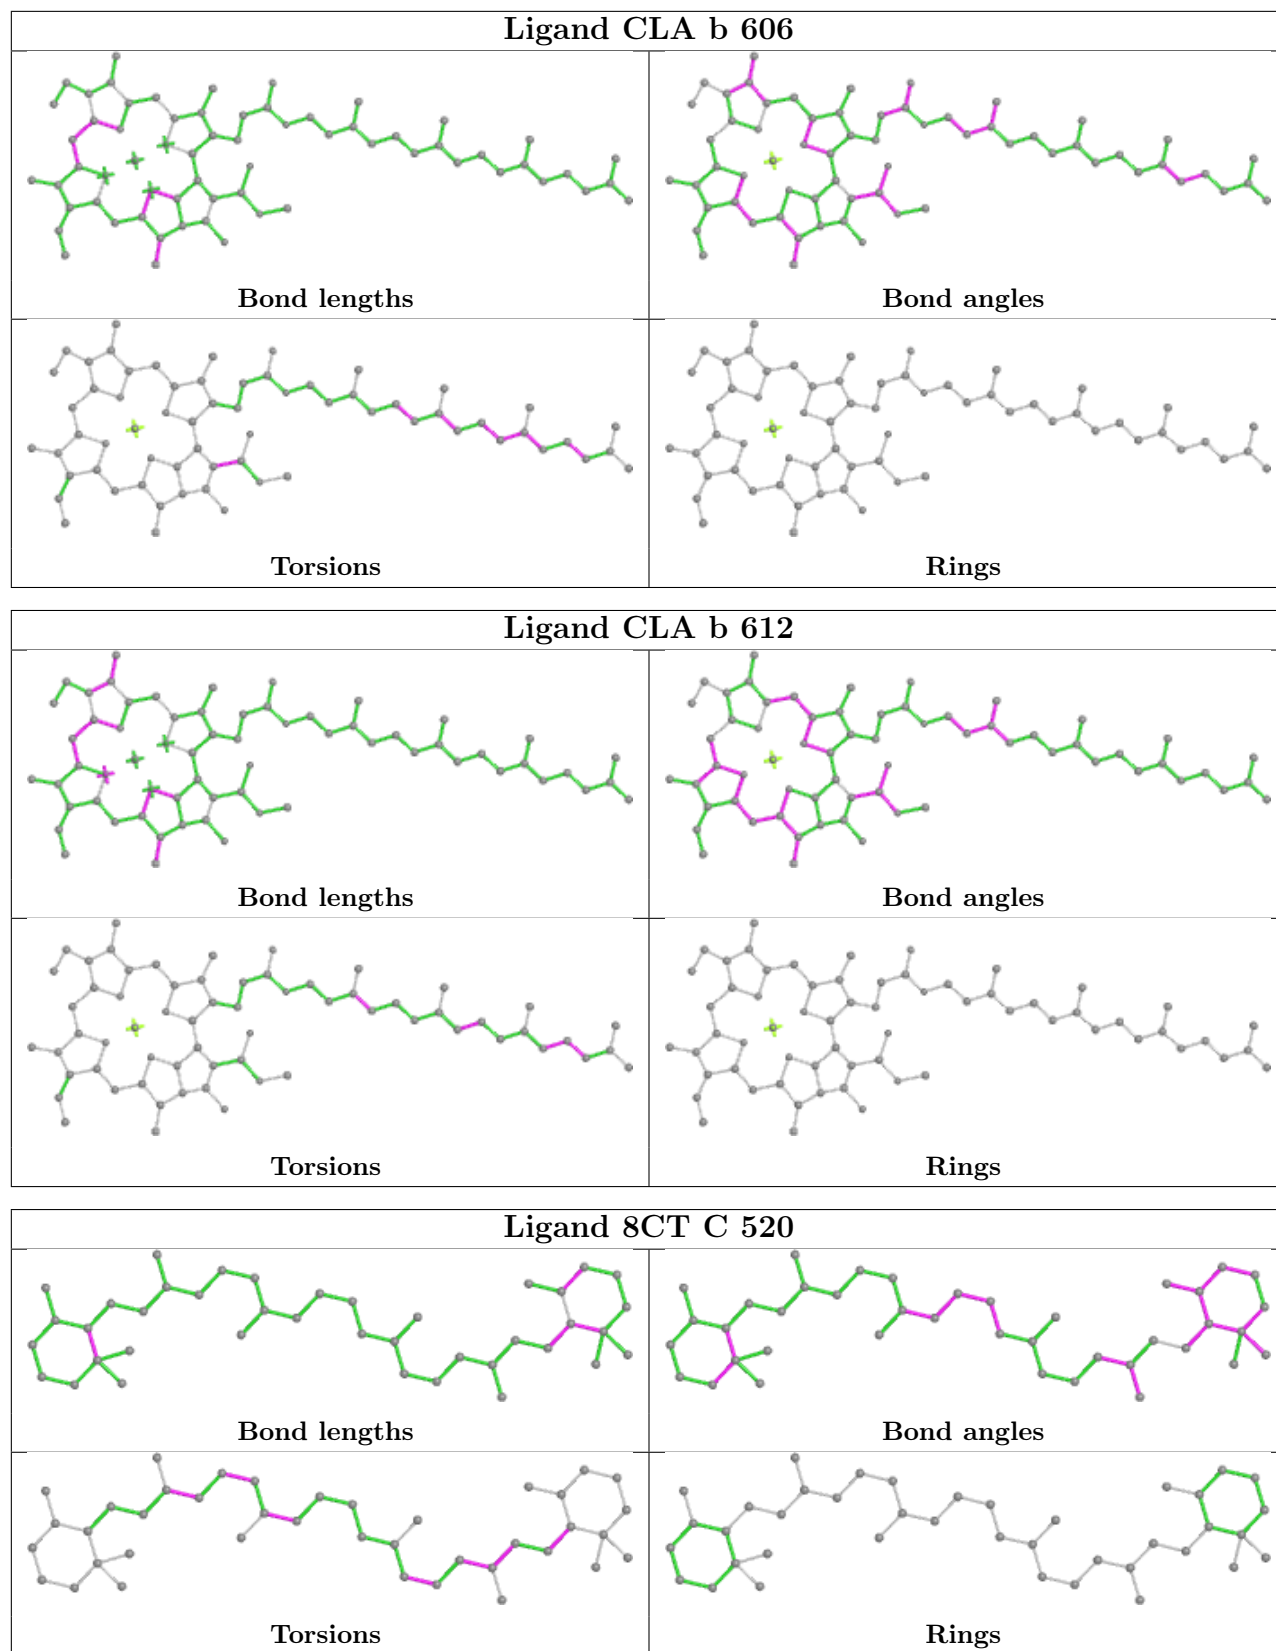 Ligand CLA b 606
Bond lengths
Bond angles
Torsions
Rings
Ligand CLA b 612
Bond lengths
Bond angles
Torsions
Rings
Ligand 8CT C 520
Bond lengths
Bond angles
Torsions
Rings